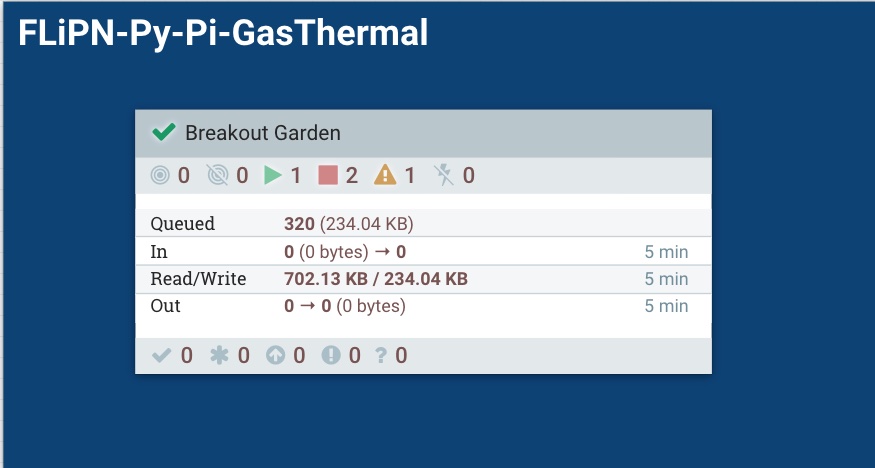 FLiPN-Py-Pi-GasThermal
Breakout Garden
0 0 1 2 1 0
Queued 320 (234.04 KB)
In 0 (0 bytes) → 0 5 min
Read/Write 702.13 KB / 234.04 KB 5 min
Out 0 → 0 (0 bytes) 5 min
0 0 0 0 ? 0